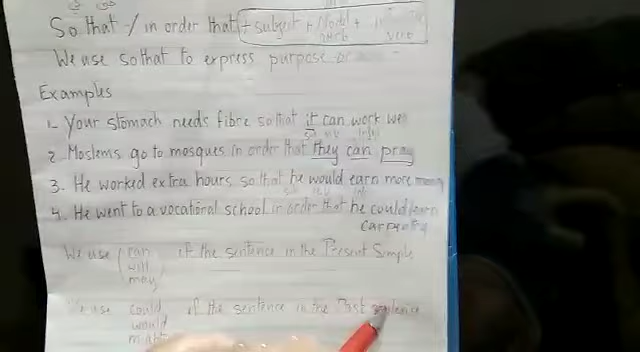 So that / in order that + subject + Modal verb + verb
We use so that to express purpose or
Examples
1- Your stomach needs fibre so that it can work well
2. Moslems go to mosques in order that they can pray
3. He worked extra hours so that he would earn more money
4. He went to a vocational school in order that he could learn
carpentry
We use can if the sentence in the Present Simple
will
may
use could if the sentence in the Past
would